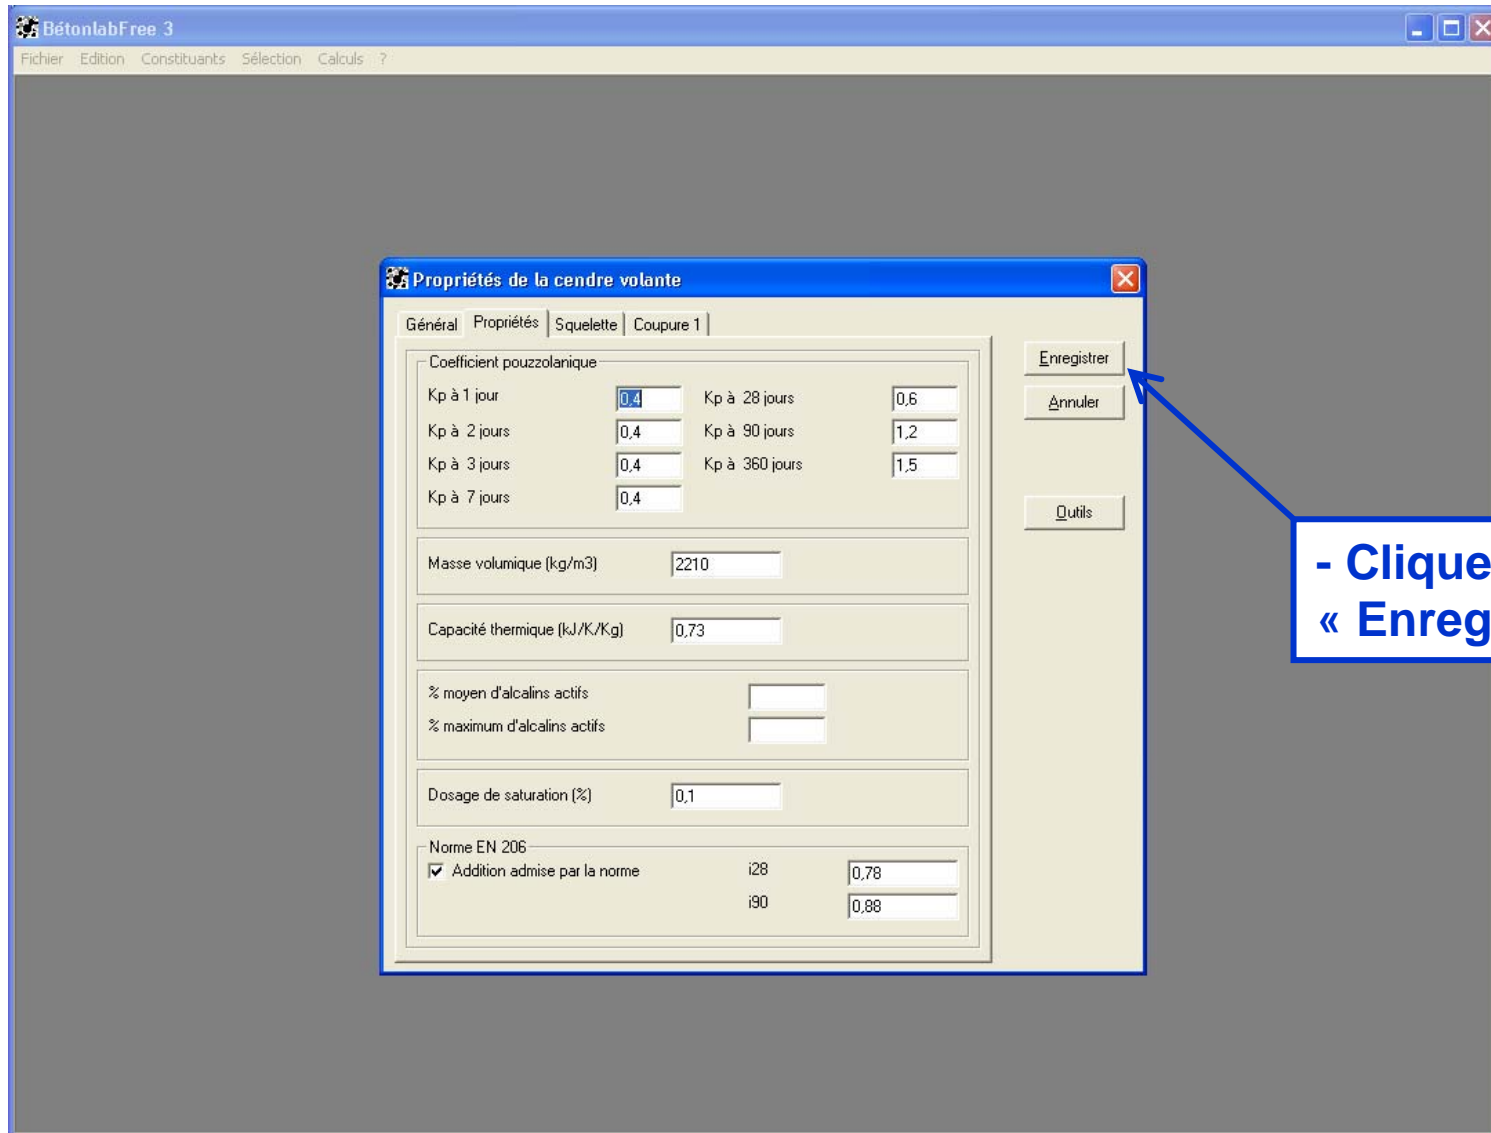 BétonlabFree 3
Fichier Edition Constituants Sélection Calculs ?
Propriétés de la cendre volante
Général Propriétés Squelette Coupure 1
Coefficient pouzzolanique
Kp à 1 jour 0,4 Kp à 28 jours 0,6
Kp à 2 jours 0,4 Kp à 90 jours 1,2
Kp à 3 jours 0,4 Kp à 360 jours 1,5
Kp à 7 jours 0,4
Masse volumique (kg/m3) 2210
Capacité thermique (kJ/K/Kg) 0,73
% moyen d'alcalins actifs
% maximum d'alcalins actifs
Dosage de saturation (%) 0,1
Norme EN 206
Addition admise par la norme i28 0,78
i90 0,88
Enregistrer
Annuler
Outils
- Clique
« Enreg